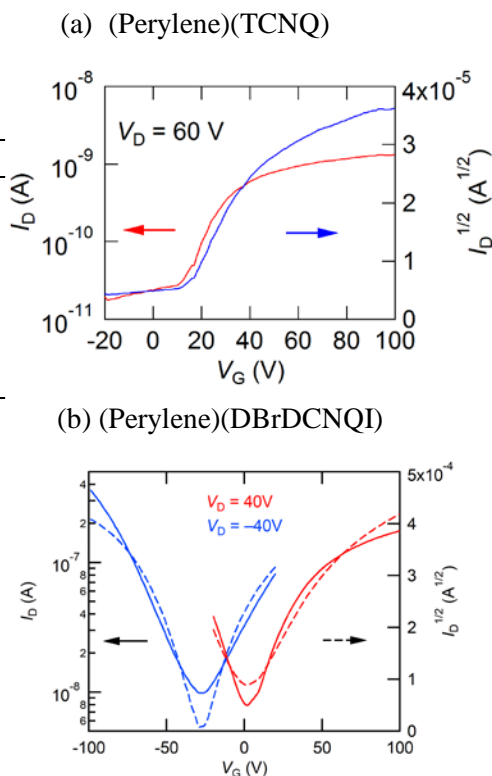 (a) (Perylene)(TCNQ)
V_D = 60 V
I_D (A)
10^-8
10^-9
10^-10
10^-11
4x10^-5
3
2
1
0
I_D^1/2 (A^1/2)
-20 0 20 40 60 80 100
V_G (V)
(b) (Perylene)(DBrDCNQI)
V_D = 40V
V_D = –40V
I_D (A)
4
2
10^-7
8
6
4
2
10^-8
8
6
5x10^-4
4
3
2
1
0
I_D^1/2 (A^1/2)
-100 -50 0 50 100
V_G (V)